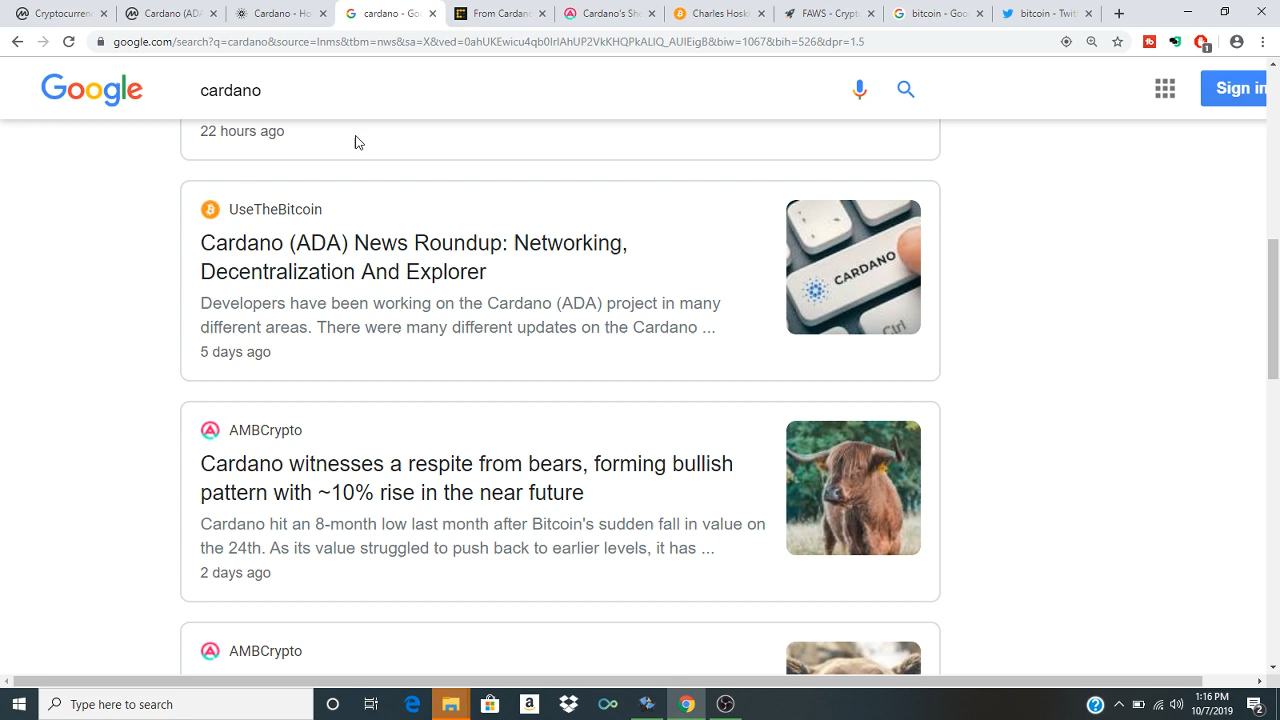 Cryptocurren
Cardano (ADA
Cardano - Ho
cardano - Go
From Cardan
Cardano's She
Charles Hosk
FAWS - Crypt
bitcoin - Goo
bitcoin - Twit
google.com/search?q=cardano&source=lnms&tbm=nws&sa=X&ved=0ahUKEwicu4qb0IrlAhUP2VkKHQPkALIQ_AUIEigB&biw=1067&bih=526&dpr=1.5
Google
cardano
Sign in
22 hours ago
UseTheBitcoin
Cardano (ADA) News Roundup: Networking,
Decentralization And Explorer
Developers have been working on the Cardano (ADA) project in many
different areas. There were many different updates on the Cardano ...
5 days ago
CARDANO
Ctrl
AMBCrypto
Cardano witnesses a respite from bears, forming bullish
pattern with ~10% rise in the near future
Cardano hit an 8-month low last month after Bitcoin's sudden fall in value on
the 24th. As its value struggled to push back to earlier levels, it has ...
2 days ago
AMBCrypto
Type here to search
1:16 PM
10/7/2019
2